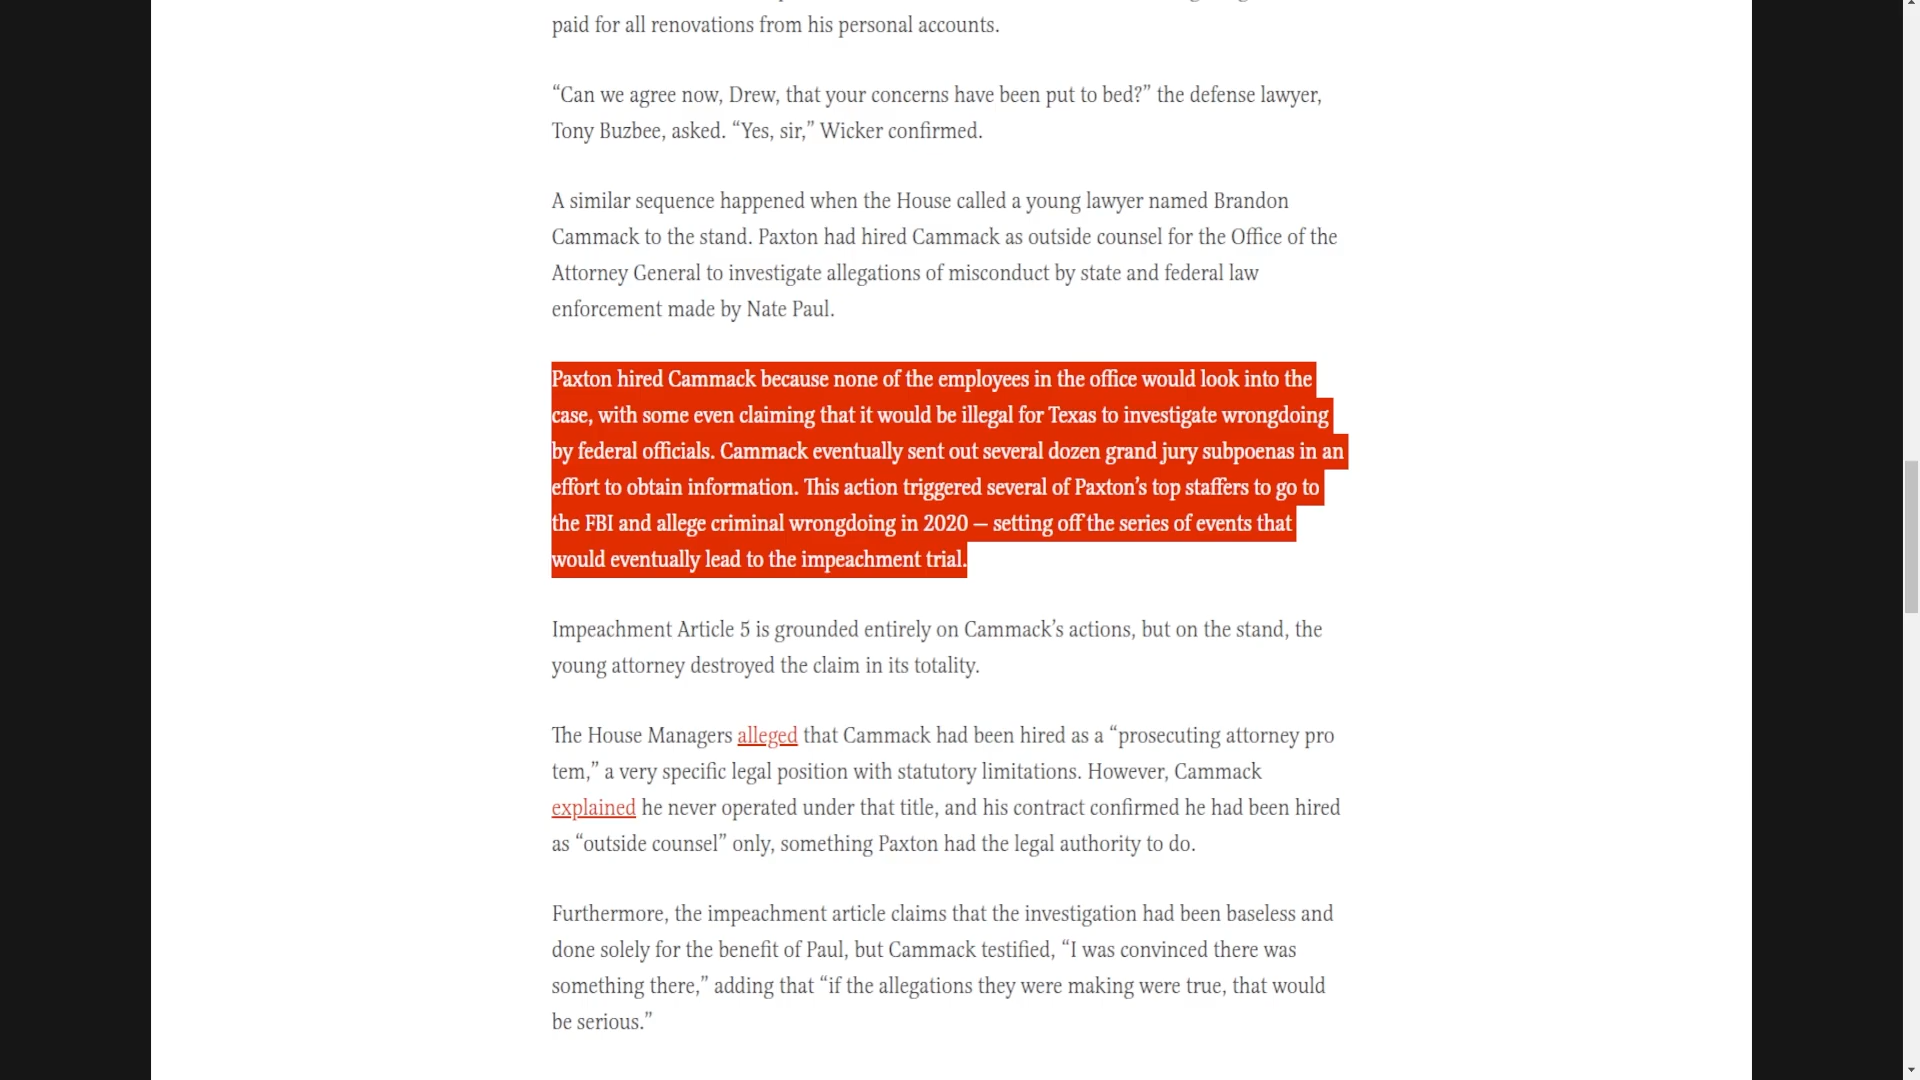 paid for all renovations from his personal accounts.
“Can we agree now, Drew, that your concerns have been put to bed?” the defense lawyer,
Tony Buzbee, asked. “Yes, sir,” Wicker confirmed.
A similar sequence happened when the House called a young lawyer named Brandon
Cammack to the stand. Paxton had hired Cammack as outside counsel for the Office of the
Attorney General to investigate allegations of misconduct by state and federal law
enforcement made by Nate Paul.
Paxton hired Cammack because none of the employees in the office would look into the
case, with some even claiming that it would be illegal for Texas to investigate wrongdoing
by federal officials. Cammack eventually sent out several dozen grand jury subpoenas in an
effort to obtain information. This action triggered several of Paxton’s top staffers to go to
the FBI and allege criminal wrongdoing in 2020 — setting off the series of events that
would eventually lead to the impeachment trial.
Impeachment Article 5 is grounded entirely on Cammack’s actions, but on the stand, the
young attorney destroyed the claim in its totality.
The House Managers alleged that Cammack had been hired as a “prosecuting attorney pro
tem,” a very specific legal position with statutory limitations. However, Cammack
explained he never operated under that title, and his contract confirmed he had been hired
as “outside counsel” only, something Paxton had the legal authority to do.
Furthermore, the impeachment article claims that the investigation had been baseless and
done solely for the benefit of Paul, but Cammack testified, “I was convinced there was
something there,” adding that “if the allegations they were making were true, that would
be serious.”